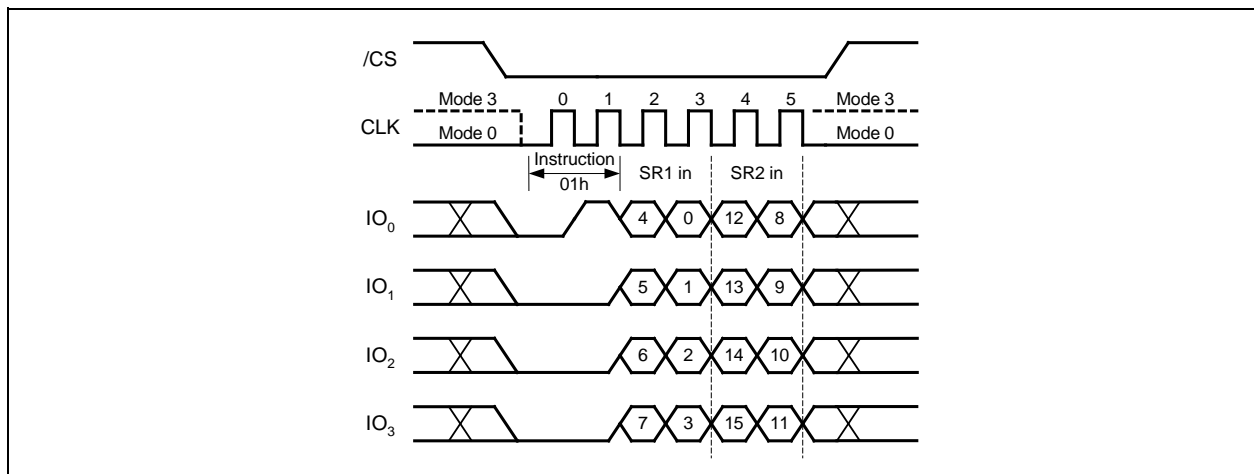 /CS
Mode 3 0 1 2 3 4 5 Mode 3
CLK
Mode 0 Mode 0
Instruction SR1 in SR2 in
01h
IO0 4 0 12 8
IO1 5 1 13 9
IO2 6 2 14 10
IO3 7 3 15 11